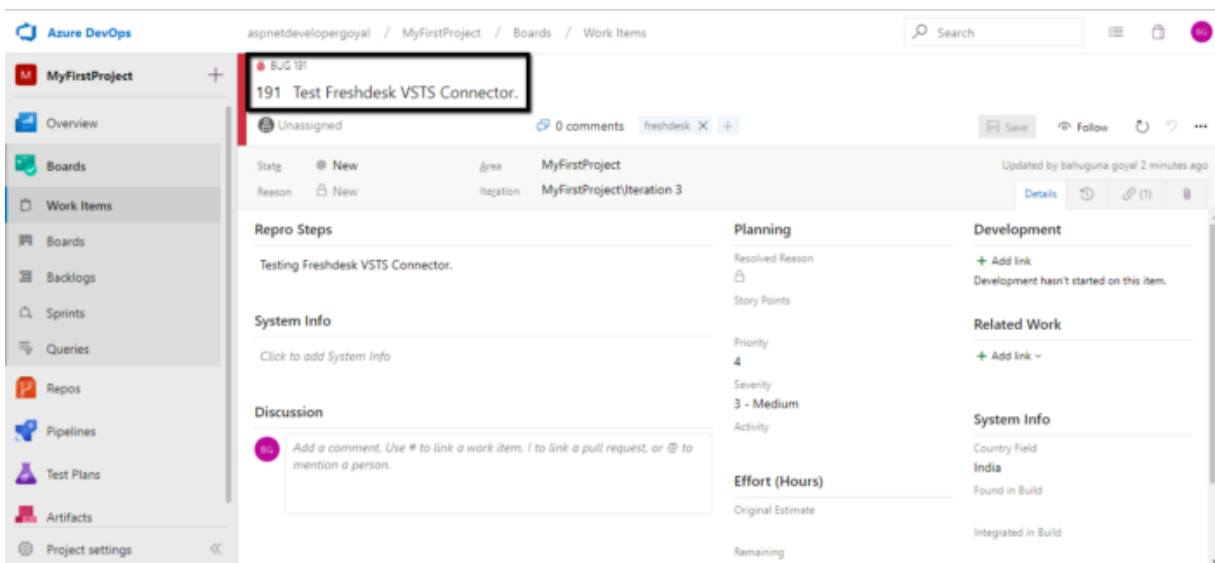 Azure DevOps
aspnetdevelopergoyal / MyFirstProject / Boards / Work Items
Search
BG
M MyFirstProject
BUG 191
191 Test Freshdesk VSTS Connector.
Overview
Unassigned
0 comments
freshdesk X
Save
Follow
Boards
State
New
Area
MyFirstProject
Updated by bahuguna goyal 2 minutes ago
Reason
New
Iteration
MyFirstProject\Iteration 3
Details
(1)
Work Items
Boards
Backlogs
Sprints
Queries
Repos
Pipelines
Test Plans
Artifacts
Project settings
Repro Steps
Testing Freshdesk VSTS Connector.
System Info
Click to add System Info
Discussion
BG
Add a comment. Use # to link a work item, ! to link a pull request, or @ to
mention a person.
Planning
Resolved Reason
Story Points
Priority
4
Severity
3 - Medium
Activity
Effort (Hours)
Original Estimate
Remaining
Development
+ Add link
Development hasn't started on this item.
Related Work
+ Add link
System Info
Country Field
India
Found in Build
Integrated in Build